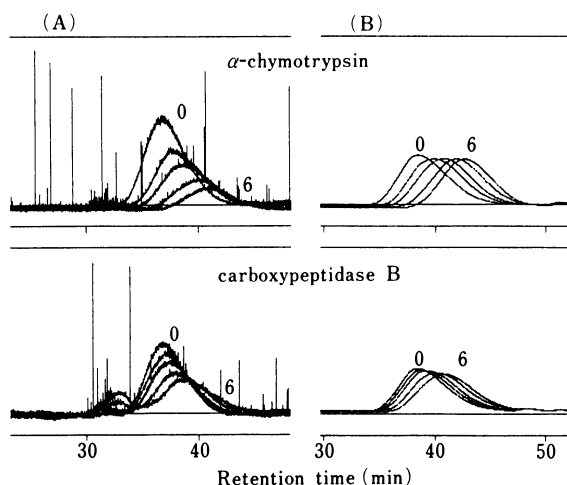 (A) (B)
α-chymotrypsin
0 0 6
6
carboxypeptidase B
0 0 6
6
30 40 30 40 50
Retention time (min)